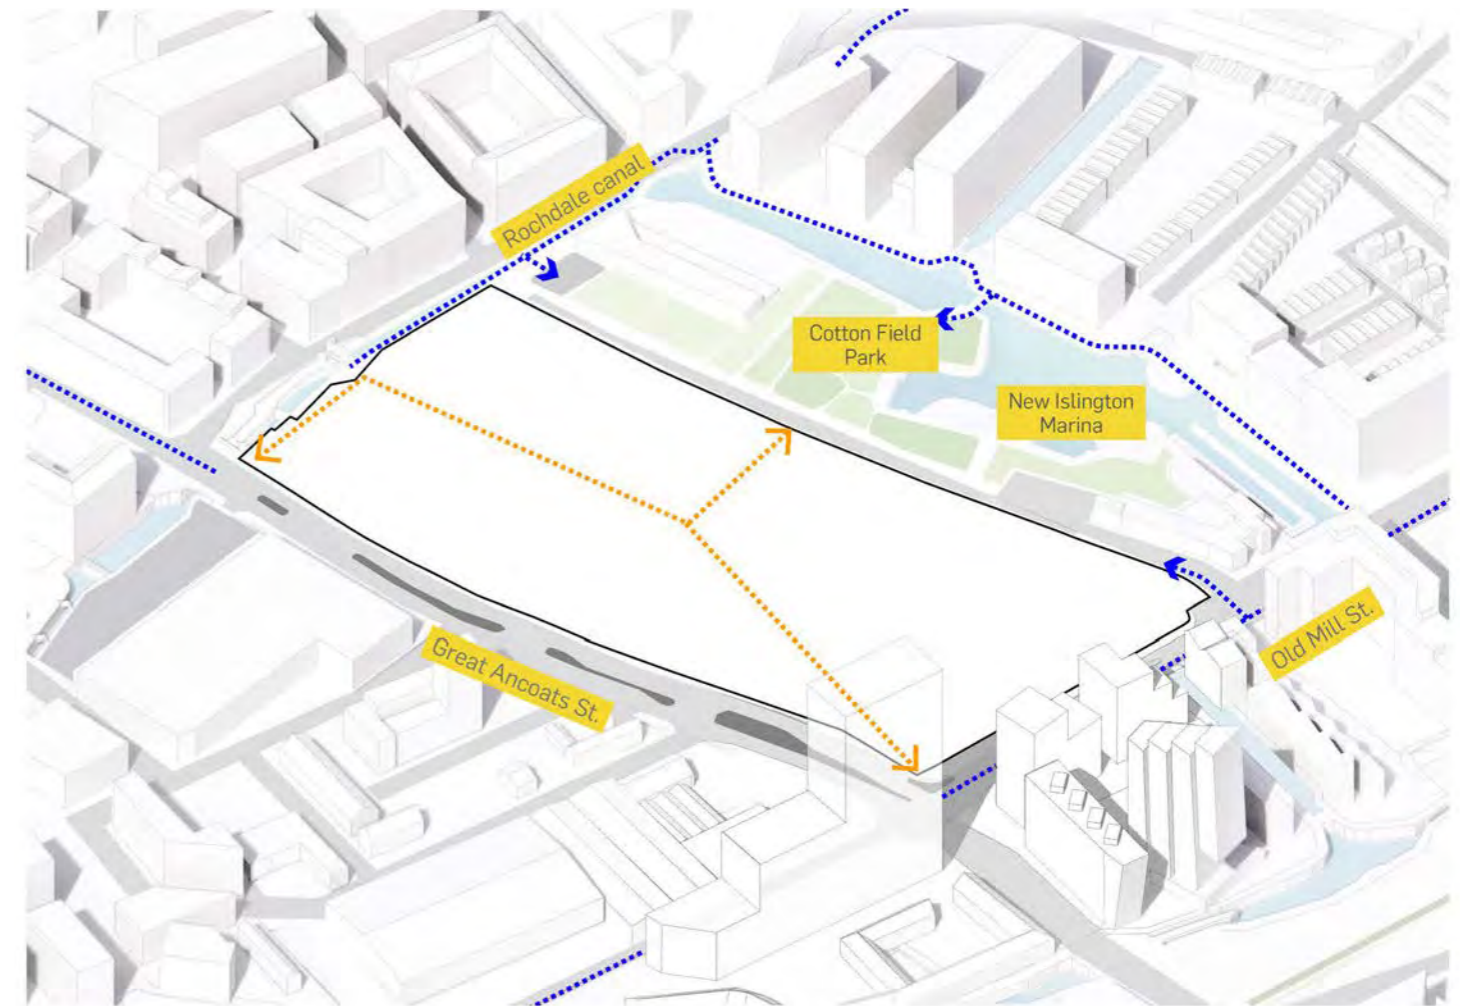 Rochdale canal
Cotton Field
Park
New Islington
Marina
Old Mill St.
Great Ancoats St.